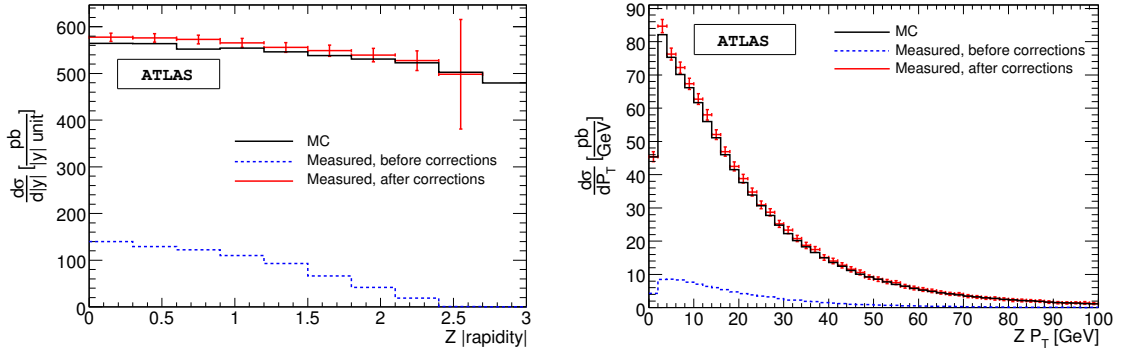 dσ/d|y| [pb/|y| unit]
600
500
400
300
200
100
0
ATLAS
MC
Measured, before corrections
Measured, after corrections
0 0.5 1 1.5 2 2.5 3
Z |rapidity|
dσ/dP_T [pb/GeV]
90
80
70
60
50
40
30
20
10
0
ATLAS
MC
Measured, before corrections
Measured, after corrections
0 10 20 30 40 50 60 70 80 90 100
Z P_T [GeV]